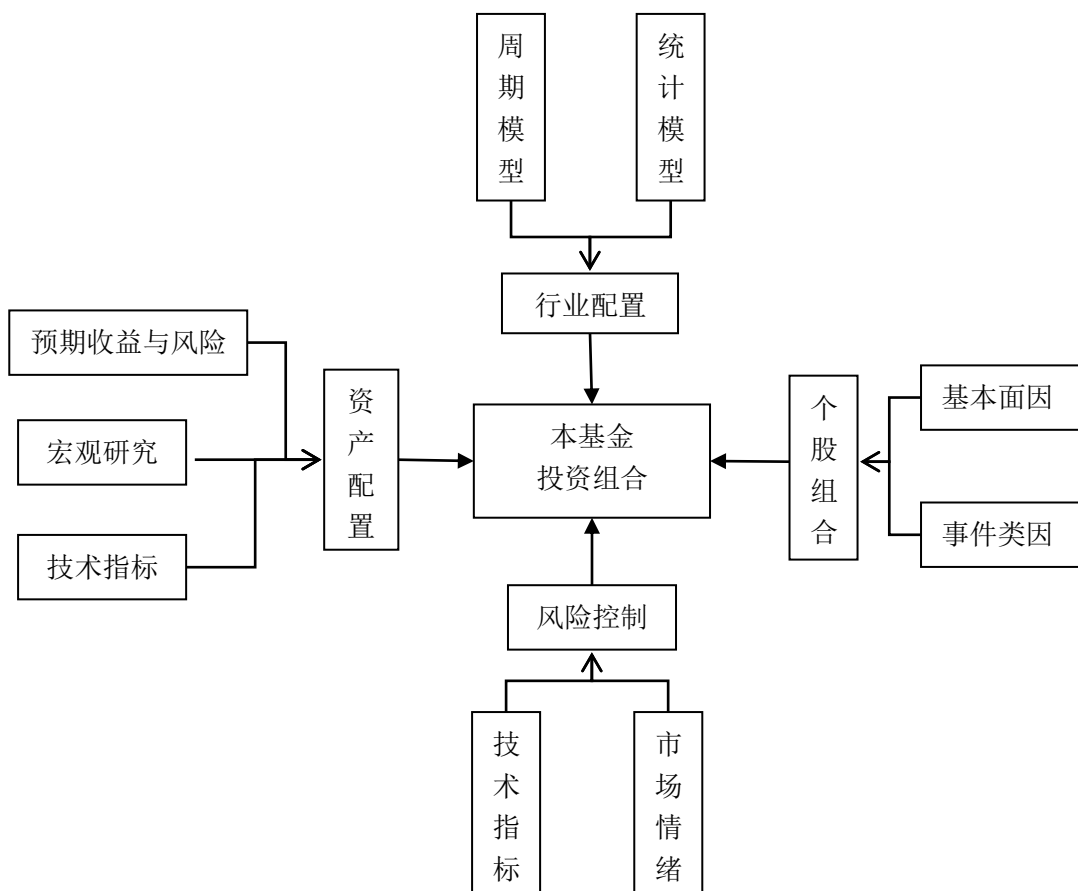 周期模型
统计模型
行业配置
预期收益与风险
宏观研究
技术指标
资产配置
本基金
投资组合
个股组合
基本面因
事件类因
风险控制
技术指标
市场情绪